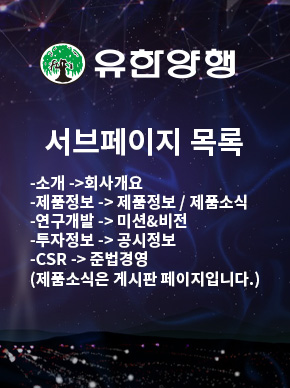 유한양행
서브페이지 목록
-소개 ->회사개요
-제품정보 -> 제품정보 / 제품소식
-연구개발 -> 미션&비전
-투자정보 -> 공시정보
-CSR -> 준법경영
(제품소식은 게시판 페이지입니다.)